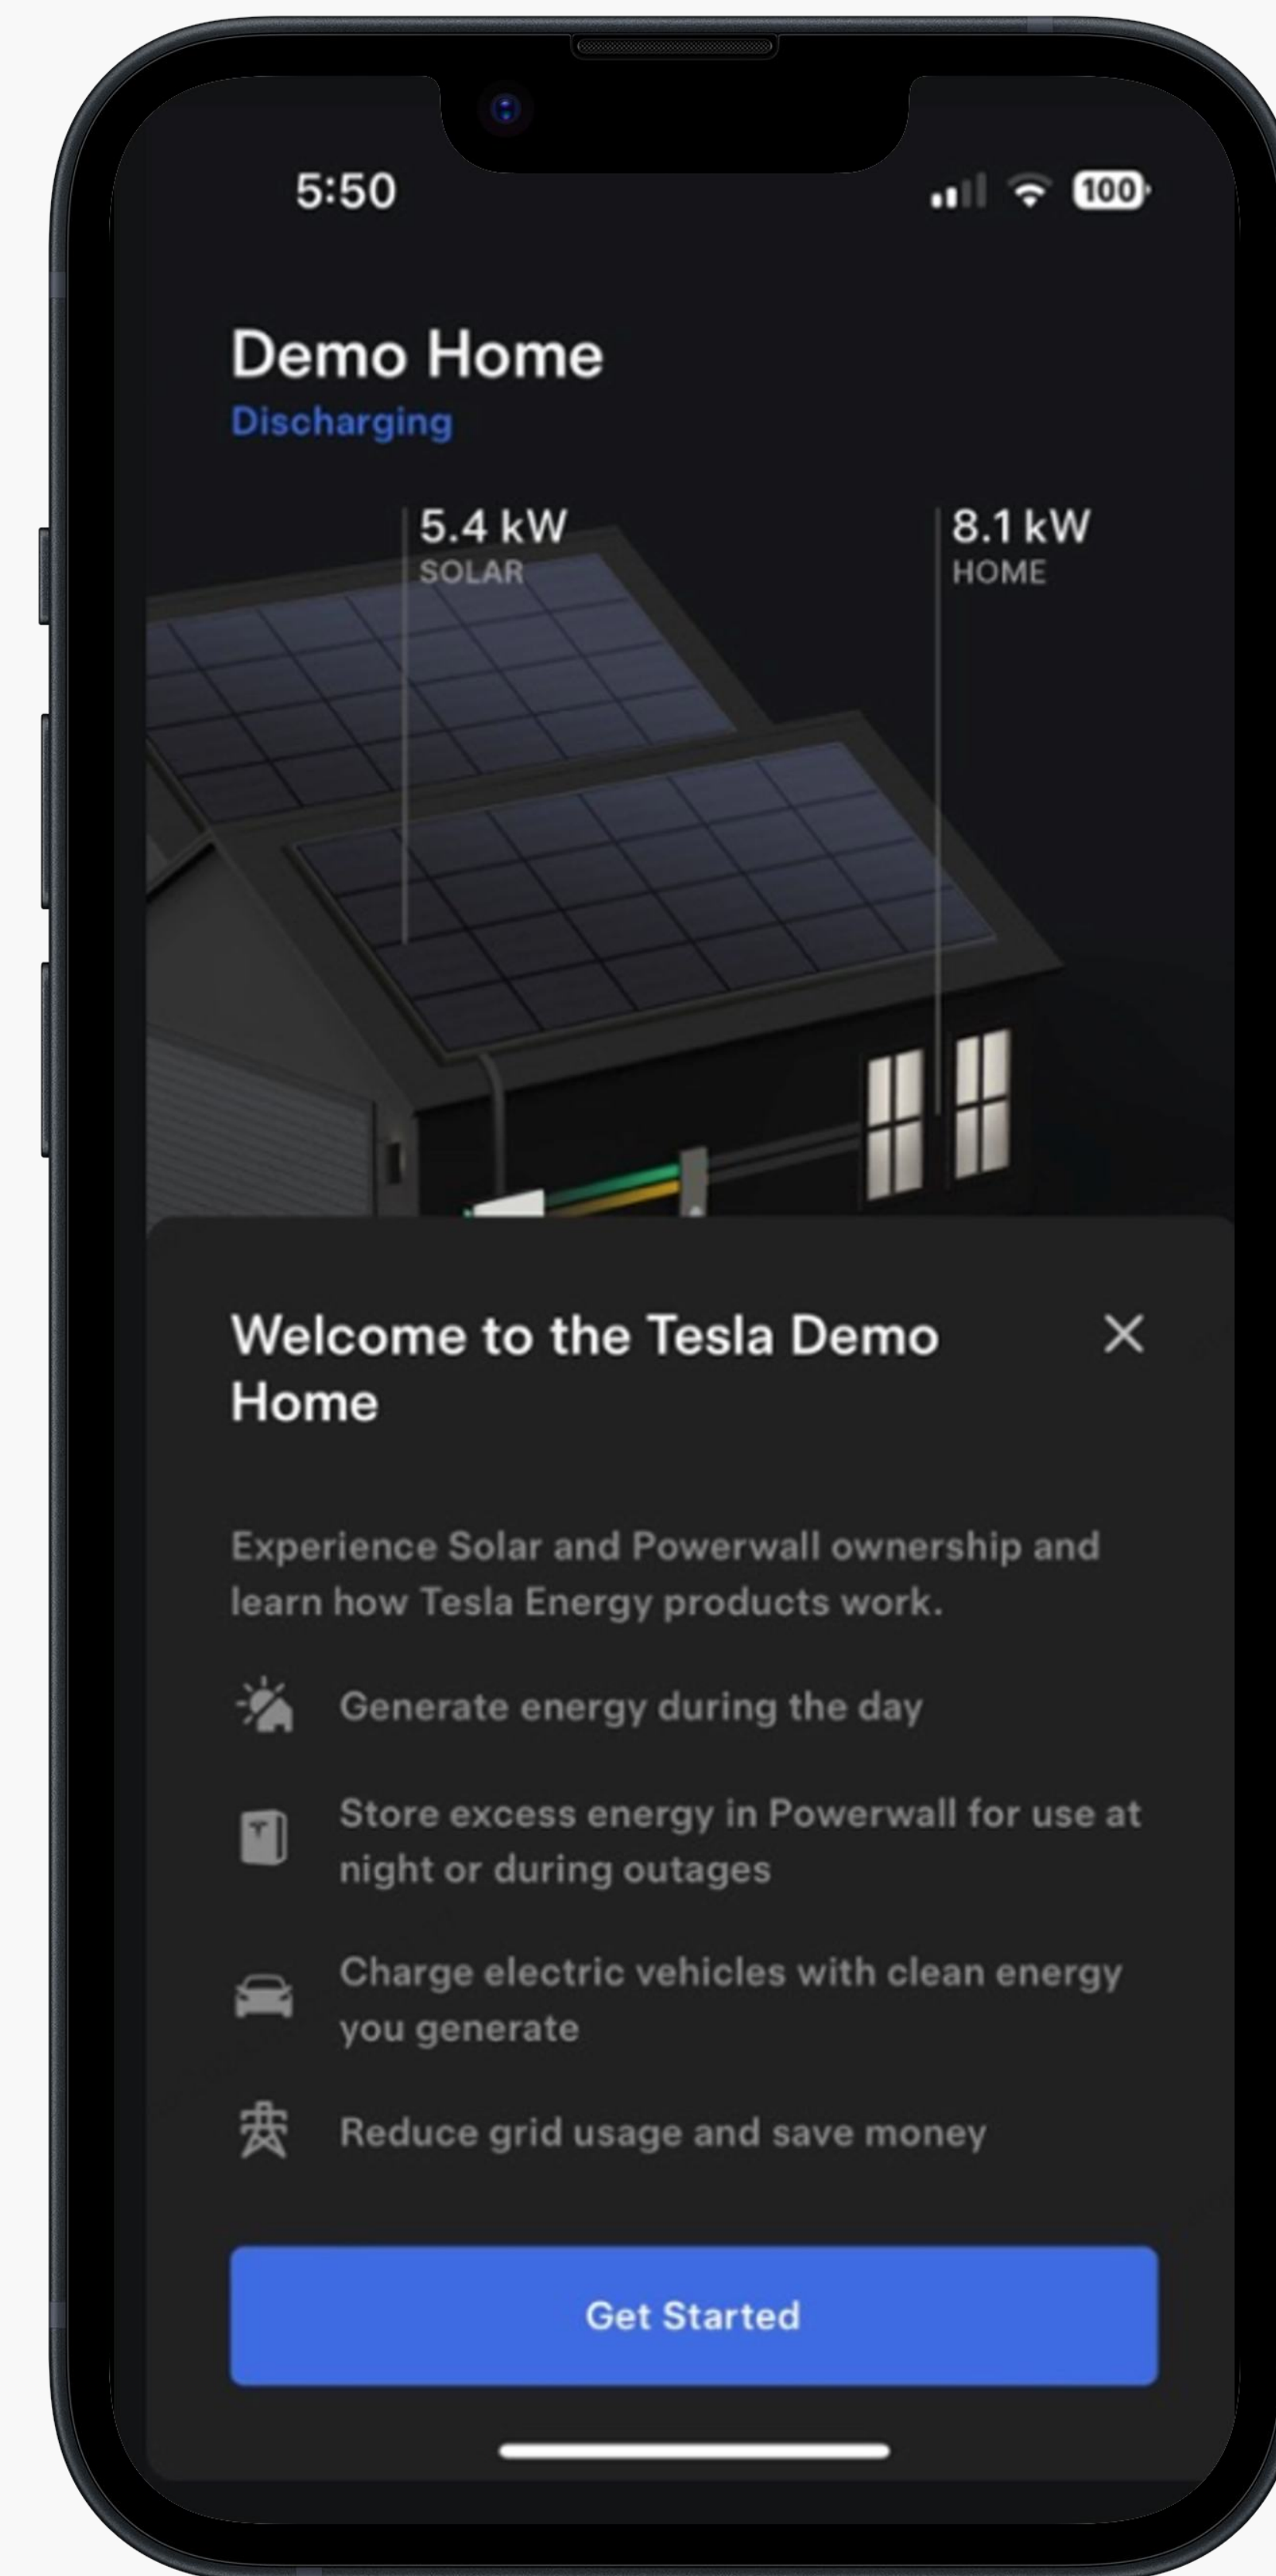 5:50
100
Demo Home
Discharging
5.4 kW
SOLAR
8.1 kW
HOME
Welcome to the Tesla Demo
Home
Experience Solar and Powerwall ownership and
learn how Tesla Energy products work.
Generate energy during the day
Store excess energy in Powerwall for use at
night or during outages
Charge electric vehicles with clean energy
you generate
Reduce grid usage and save money
Get Started